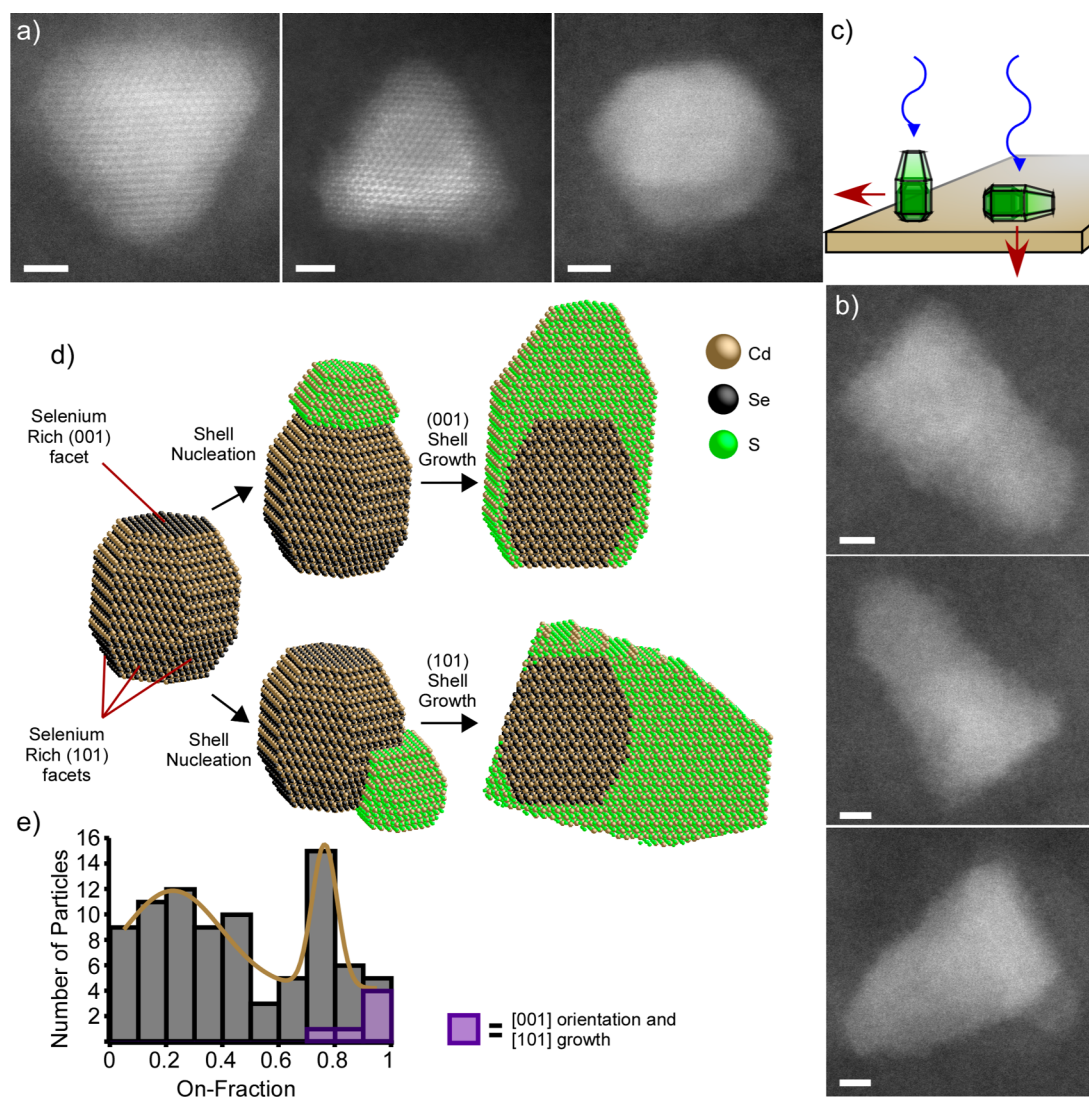 a)
c)
b)
d)
Cd
Se
S
Selenium
Rich (001)
facet
Shell
Nucleation
(001)
Shell
Growth
Selenium
Rich (101)
facets
Shell
Nucleation
(101)
Shell
Growth
e)
Number of Particles
16
14
12
10
8
6
4
2
0 0.2 0.4 0.6 0.8 1
On-Fraction
= [001] orientation and
[101] growth